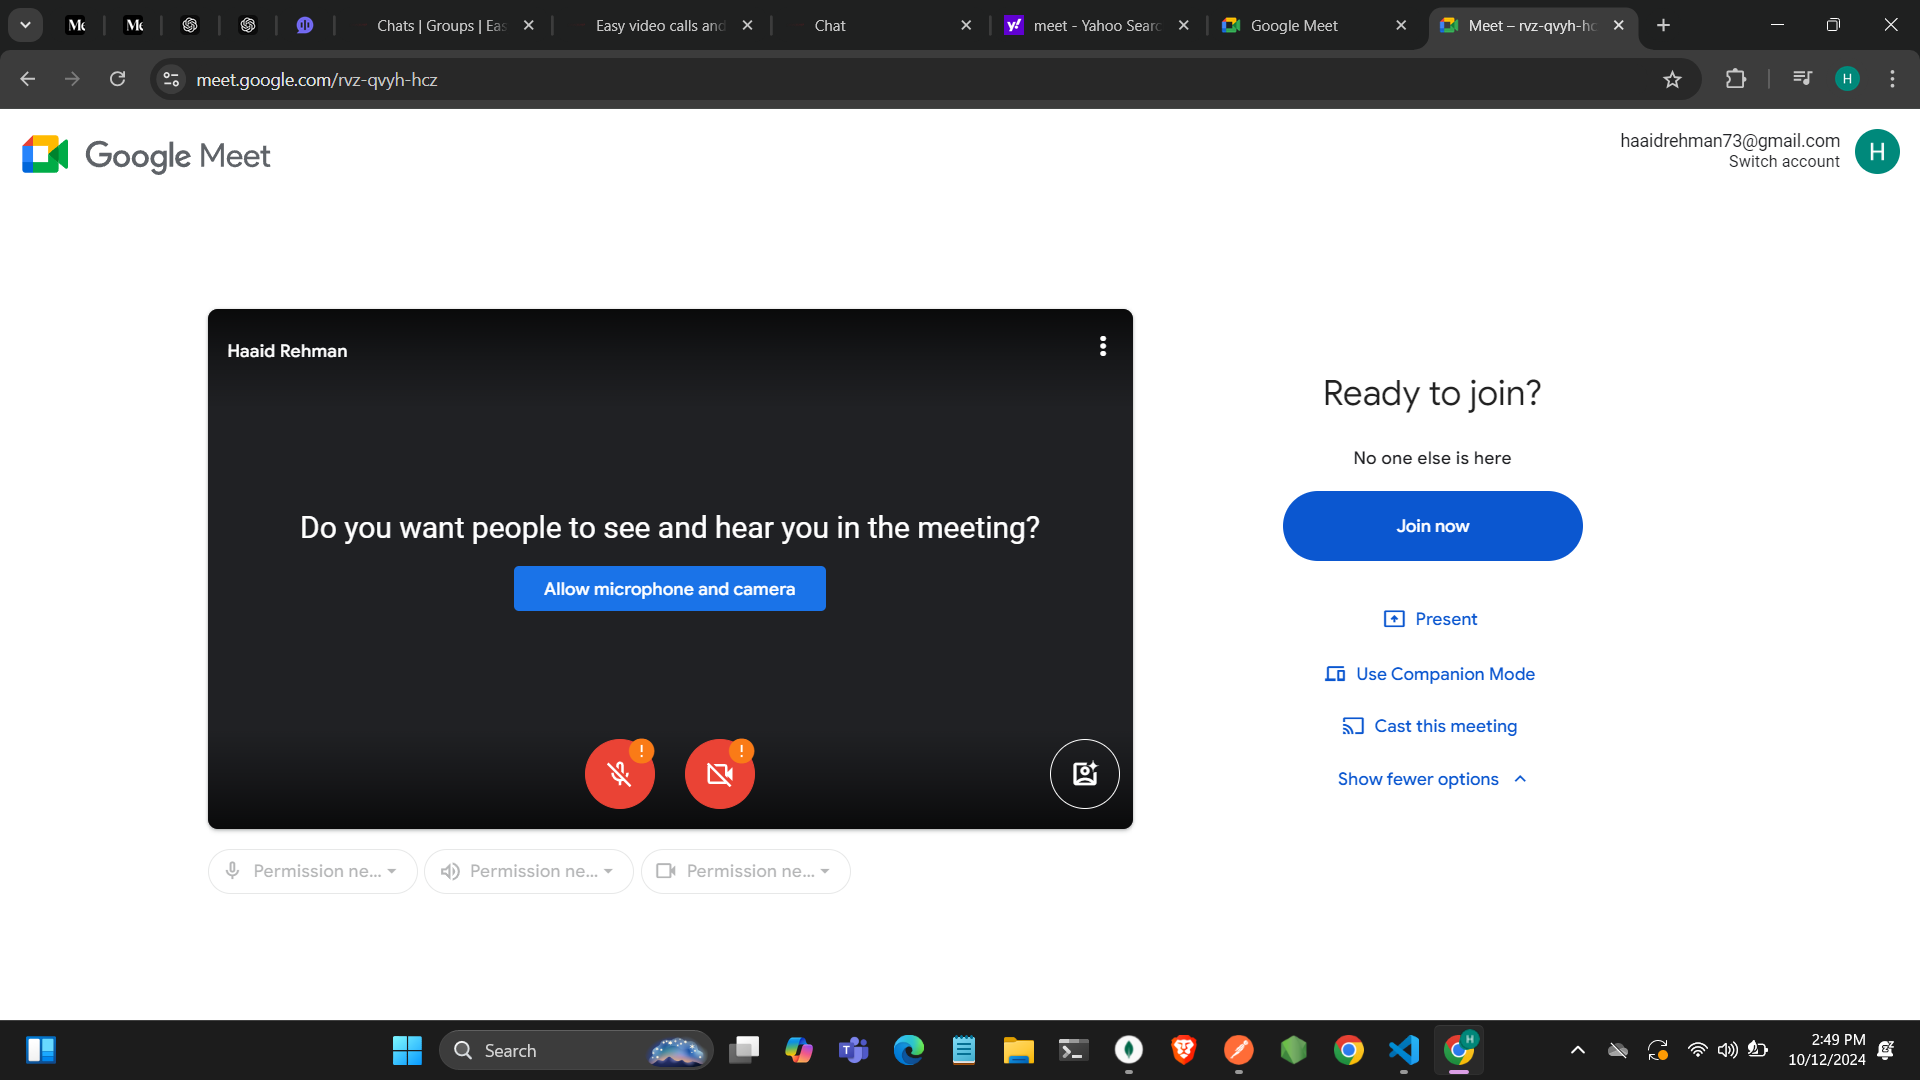 Chats | Groups | Eas
Easy video calls and
Chat
meet - Yahoo Searc
Google Meet
Meet – rvz-qvyh-hc
meet.google.com/rvz-qvyh-hcz
H
Google Meet
haaidrehman73@gmail.com
Switch account
H
Haaid Rehman
Do you want people to see and hear you in the meeting?
Allow microphone and camera
Permission ne...
Permission ne...
Permission ne...
Ready to join?
No one else is here
Join now
Present
Use Companion Mode
Cast this meeting
Show fewer options
Search
H
2:49 PM
10/12/2024